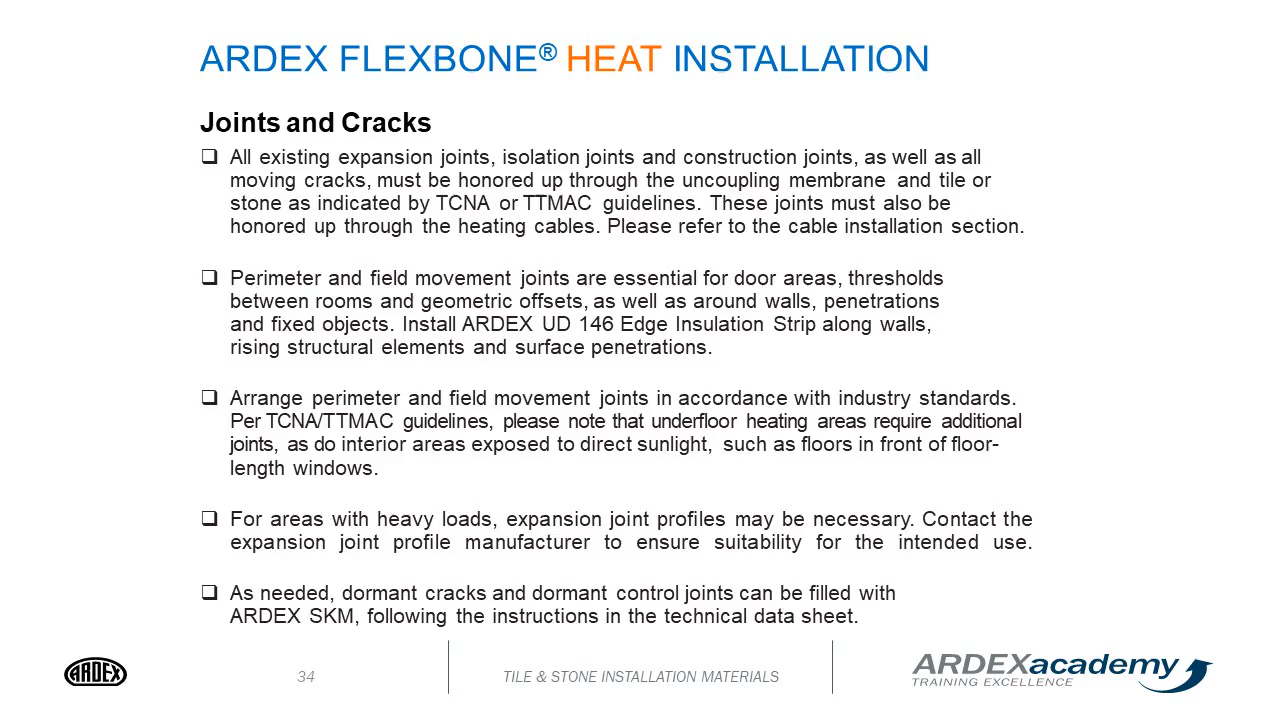 ARDEX FLEXBONE® HEAT INSTALLATION
Joints and Cracks
❑ All existing expansion joints, isolation joints and construction joints, as well as all
moving cracks, must be honored up through the uncoupling membrane and tile or
stone as indicated by TCNA or TTMAC guidelines. These joints must also be
honored up through the heating cables. Please refer to the cable installation section.
❑ Perimeter and field movement joints are essential for door areas, thresholds
between rooms and geometric offsets, as well as around walls, penetrations
and fixed objects. Install ARDEX UD 146 Edge Insulation Strip along walls,
rising structural elements and surface penetrations.
❑ Arrange perimeter and field movement joints in accordance with industry standards.
Per TCNA/TTMAC guidelines, please note that underfloor heating areas require additional
joints, as do interior areas exposed to direct sunlight, such as floors in front of floor-
length windows.
❑ For areas with heavy loads, expansion joint profiles may be necessary. Contact the
expansion joint profile manufacturer to ensure suitability for the intended use.
❑ As needed, dormant cracks and dormant control joints can be filled with
ARDEX SKM, following the instructions in the technical data sheet.
ARDEX
34
TILE & STONE INSTALLATION MATERIALS
ARDEXacademy
TRAINING EXCELLENCE